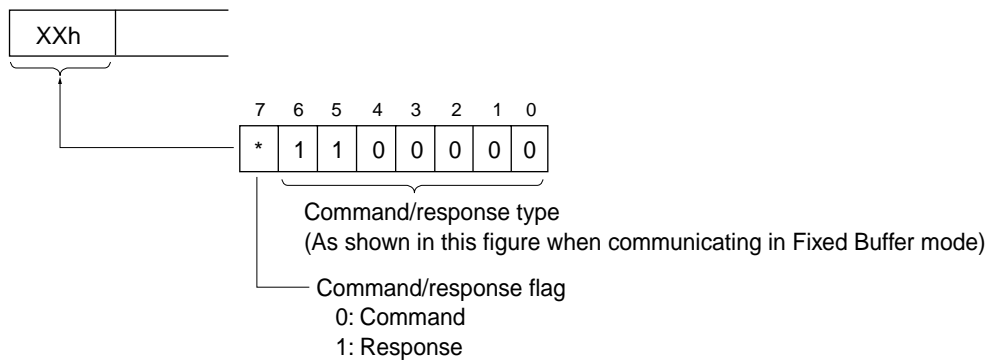 XXh
7 6 5 4 3 2 1 0
* 1 1 0 0 0 0 0
Command/response type
(As shown in this figure when communicating in Fixed Buffer mode)
Command/response flag
0: Command
1: Response